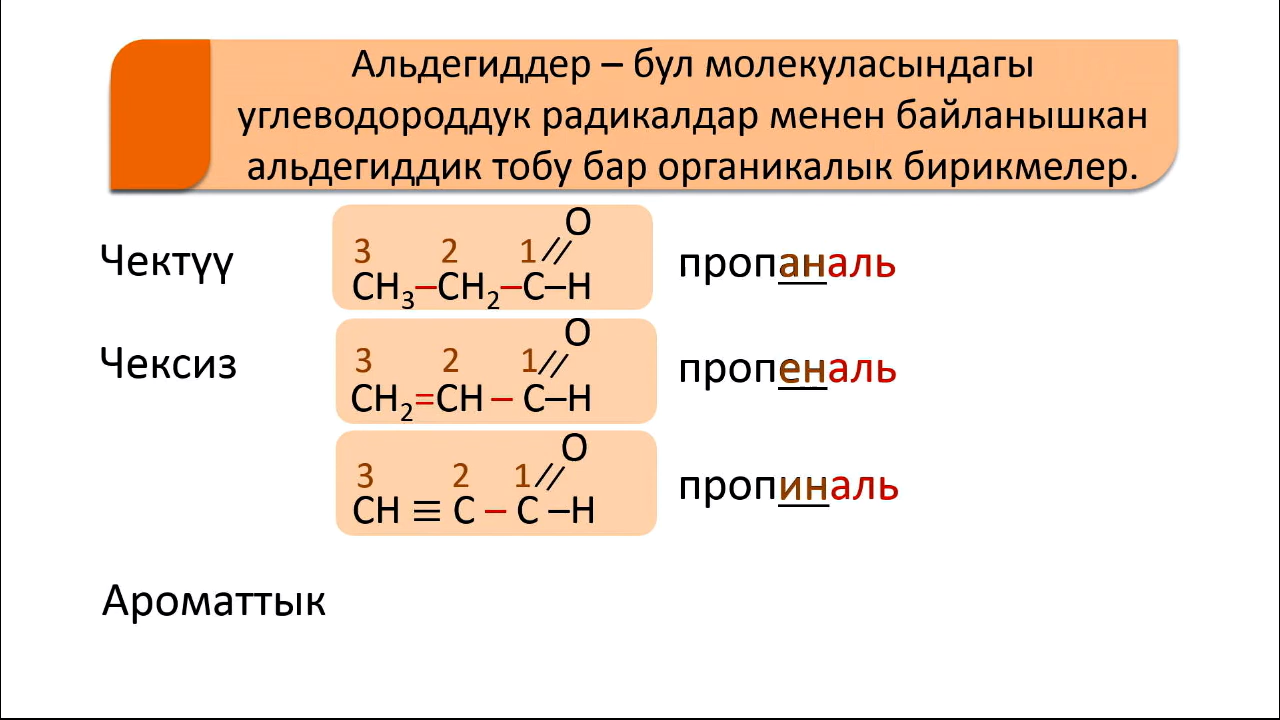 Альдегиддер – бул молекуласындагы
углеводороддук радикалдар менен байланышкан
альдегиддик тобу бар органикалык бирикмелер.
Чектүү
O
3 2 1
CH₃–CH₂–C–H
пропаналь
Чексиз
O
3 2 1
CH₂=CH – C–H
пропеналь
O
3 2 1
CH ≡ C – C –H
пропиналь
Ароматтык